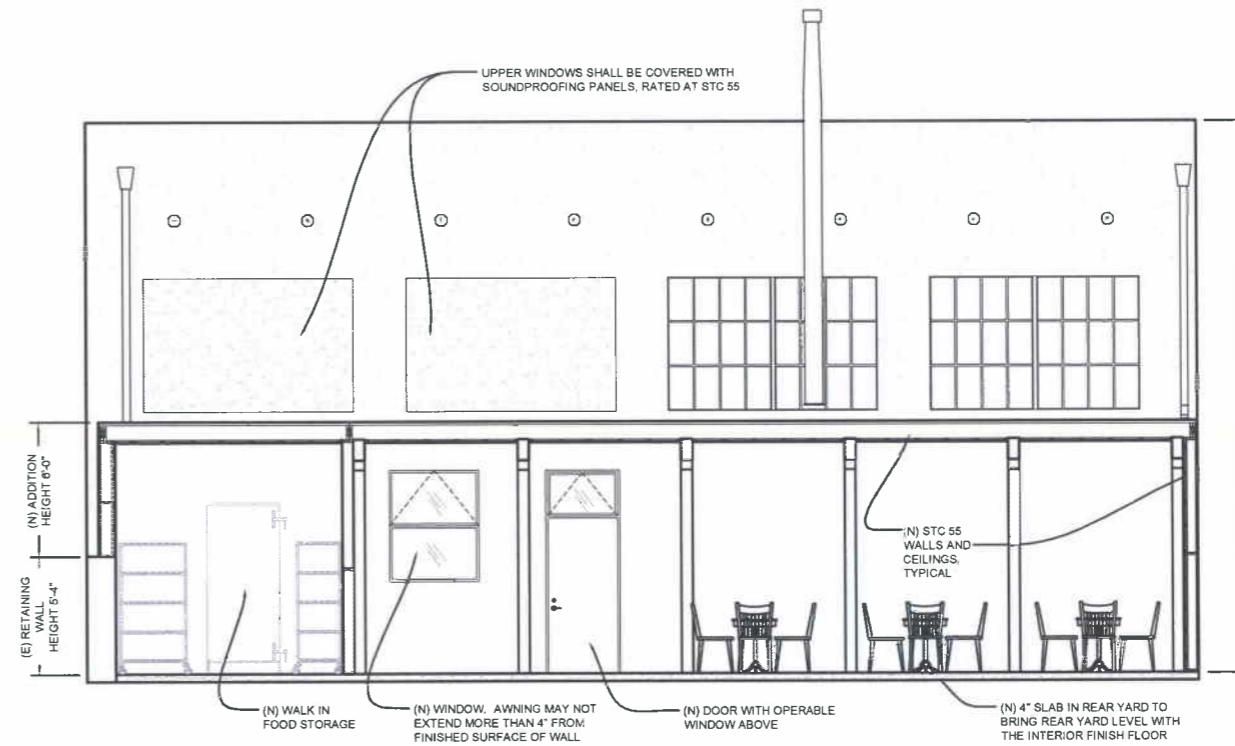 UPPER WINDOWS SHALL BE COVERED WITH
SOUNDPROOFING PANELS, RATED AT STC 55
(N) ADDITION
HEIGHT 6'-0"
(E) RETAINING
WALL
HEIGHT 5'-4"
(N) STC 55
WALLS AND
CEILINGS,
TYPICAL
(N) WALK IN
FOOD STORAGE
(N) WINDOW. AWNING MAY NOT
EXTEND MORE THAN 4" FROM
FINISHED SURFACE OF WALL
(N) DOOR WITH OPERABLE
WINDOW ABOVE
(N) 4" SLAB IN REAR YARD TO
BRING REAR YARD LEVEL WITH
THE INTERIOR FINISH FLOOR